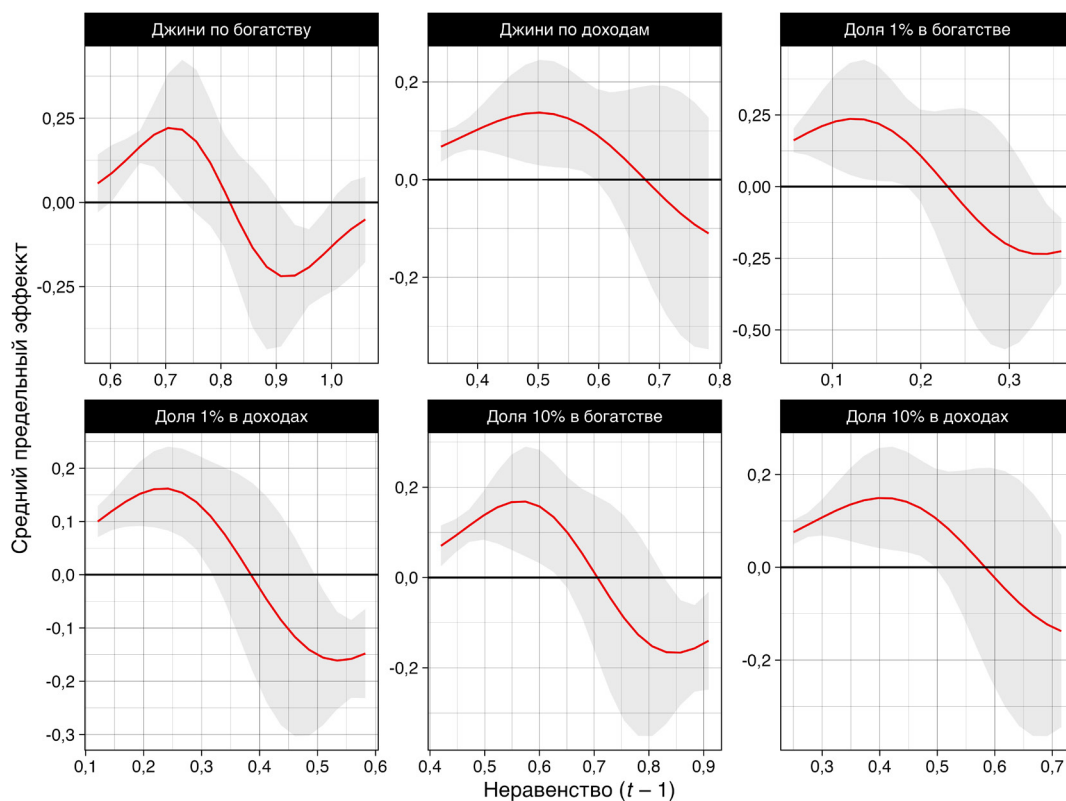 Джини по богатству
Джини по доходам
Доля 1% в богатстве
0,25
0,00
-0,25
0,6 0,7 0,8 0,9 1,0
0,2
0,0
-0,2
0,4 0,5 0,6 0,7 0,8
0,25
0,00
-0,25
-0,50
0,1 0,2 0,3
Средний предельный эффеккт
Доля 1% в доходах
Доля 10% в богатстве
Доля 10% в доходах
0,2
0,1
0,0
-0,1
-0,2
-0,3
0,1 0,2 0,3 0,4 0,5 0,6
0,2
0,0
-0,2
0,4 0,5 0,6 0,7 0,8 0,9
0,2
0,0
-0,2
0,3 0,4 0,5 0,6 0,7
Неравенство (t – 1)